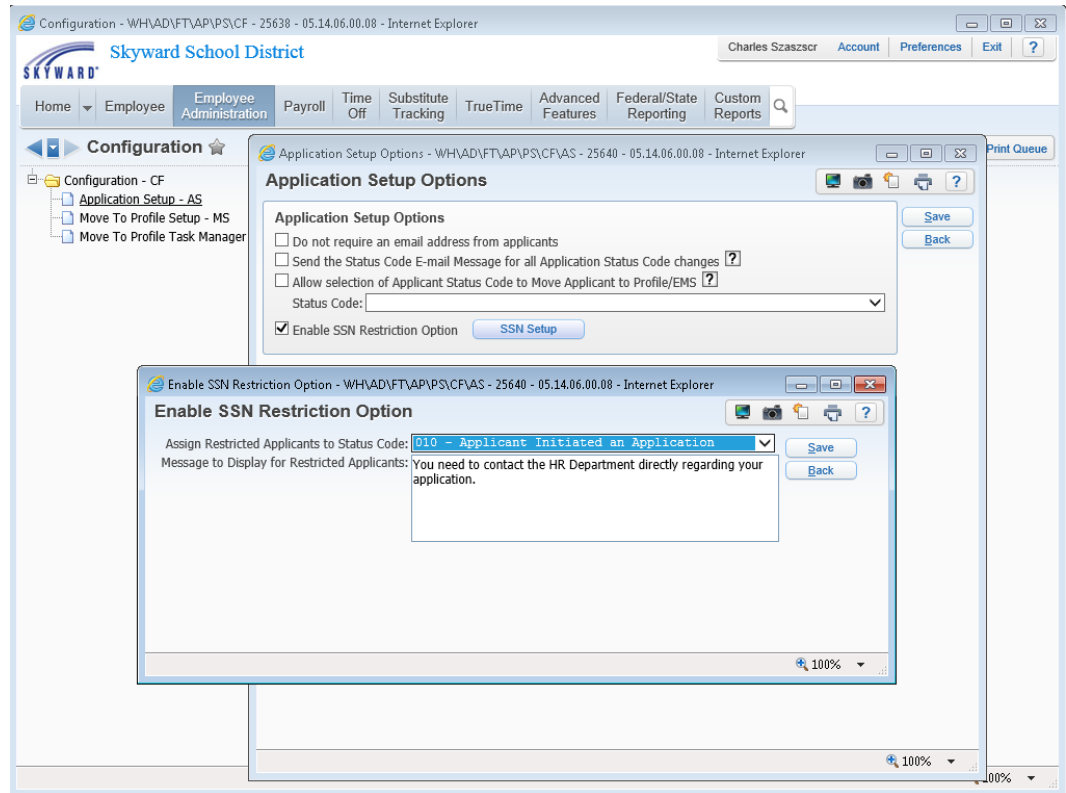 Configuration - WH\AD\FT\AP\PS\CF - 25638 - 05.14.06.00.08 - Internet Explorer
SKYWARD®
Skyward School District
Charles Szaszscr Account Preferences Exit ?
Home Employee Employee Administration Payroll Time Off Substitute Tracking TrueTime Advanced Features Federal/State Reporting Custom Reports
Configuration
Print Queue
Configuration - CF
Application Setup - AS
Move To Profile Setup - MS
Move To Profile Task Manager
Application Setup Options - WH\AD\FT\AP\PS\CF\AS - 25640 - 05.14.06.00.08 - Internet Explorer
Application Setup Options
?
Application Setup Options
Save
Back
Do not require an email address from applicants
Send the Status Code E-mail Message for all Application Status Code changes ?
Allow selection of Applicant Status Code to Move Applicant to Profile/EMS ?
Status Code:
Enable SSN Restriction Option SSN Setup
Enable SSN Restriction Option - WH\AD\FT\AP\PS\CF\AS - 25640 - 05.14.06.00.08 - Internet Explorer
Enable SSN Restriction Option
?
Assign Restricted Applicants to Status Code: 010 - Applicant Initiated an Application
Save
Message to Display for Restricted Applicants: You need to contact the HR Department directly regarding your
application.
Back
100%
100%
100%